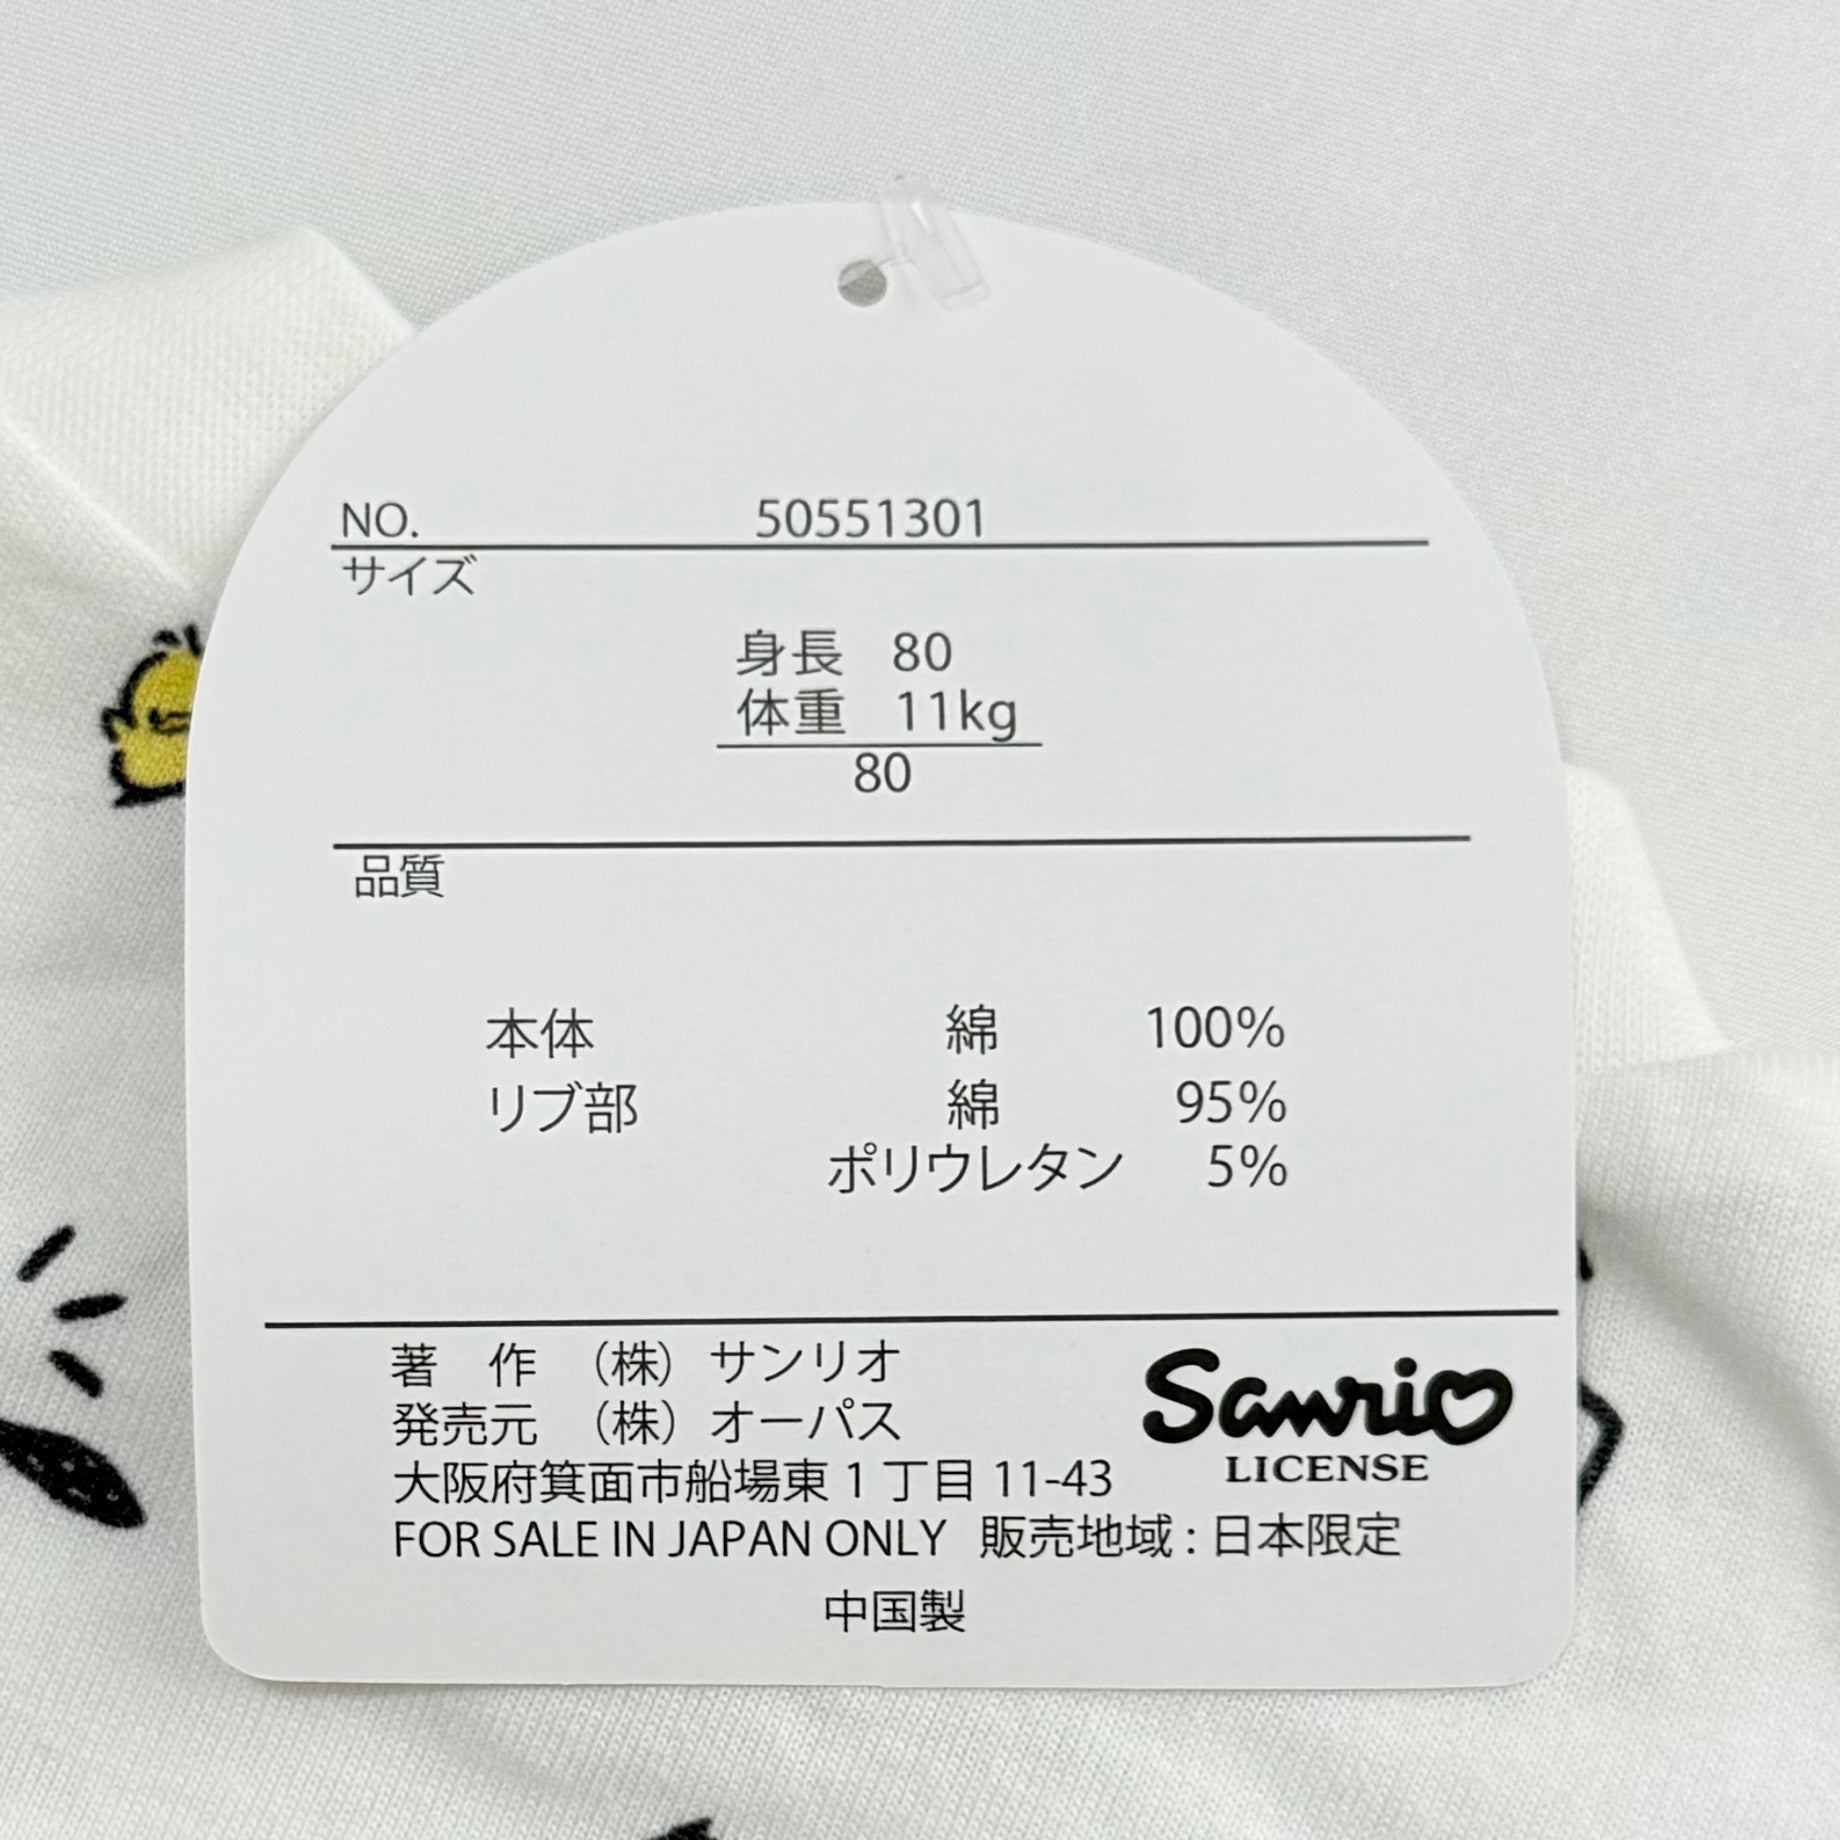 NO. 50551301
サイズ
身長 80
体重 11kg
80
品質
本体 綿 100%
リブ部 綿 95%
ポリウレタン 5%
著 作 （株）サンリオ
発売元 （株）オーパス
大阪府箕面市船場東1丁目11-43
FOR SALE IN JAPAN ONLY 販売地域 : 日本限定
中国製
Sanrio
LICENSE